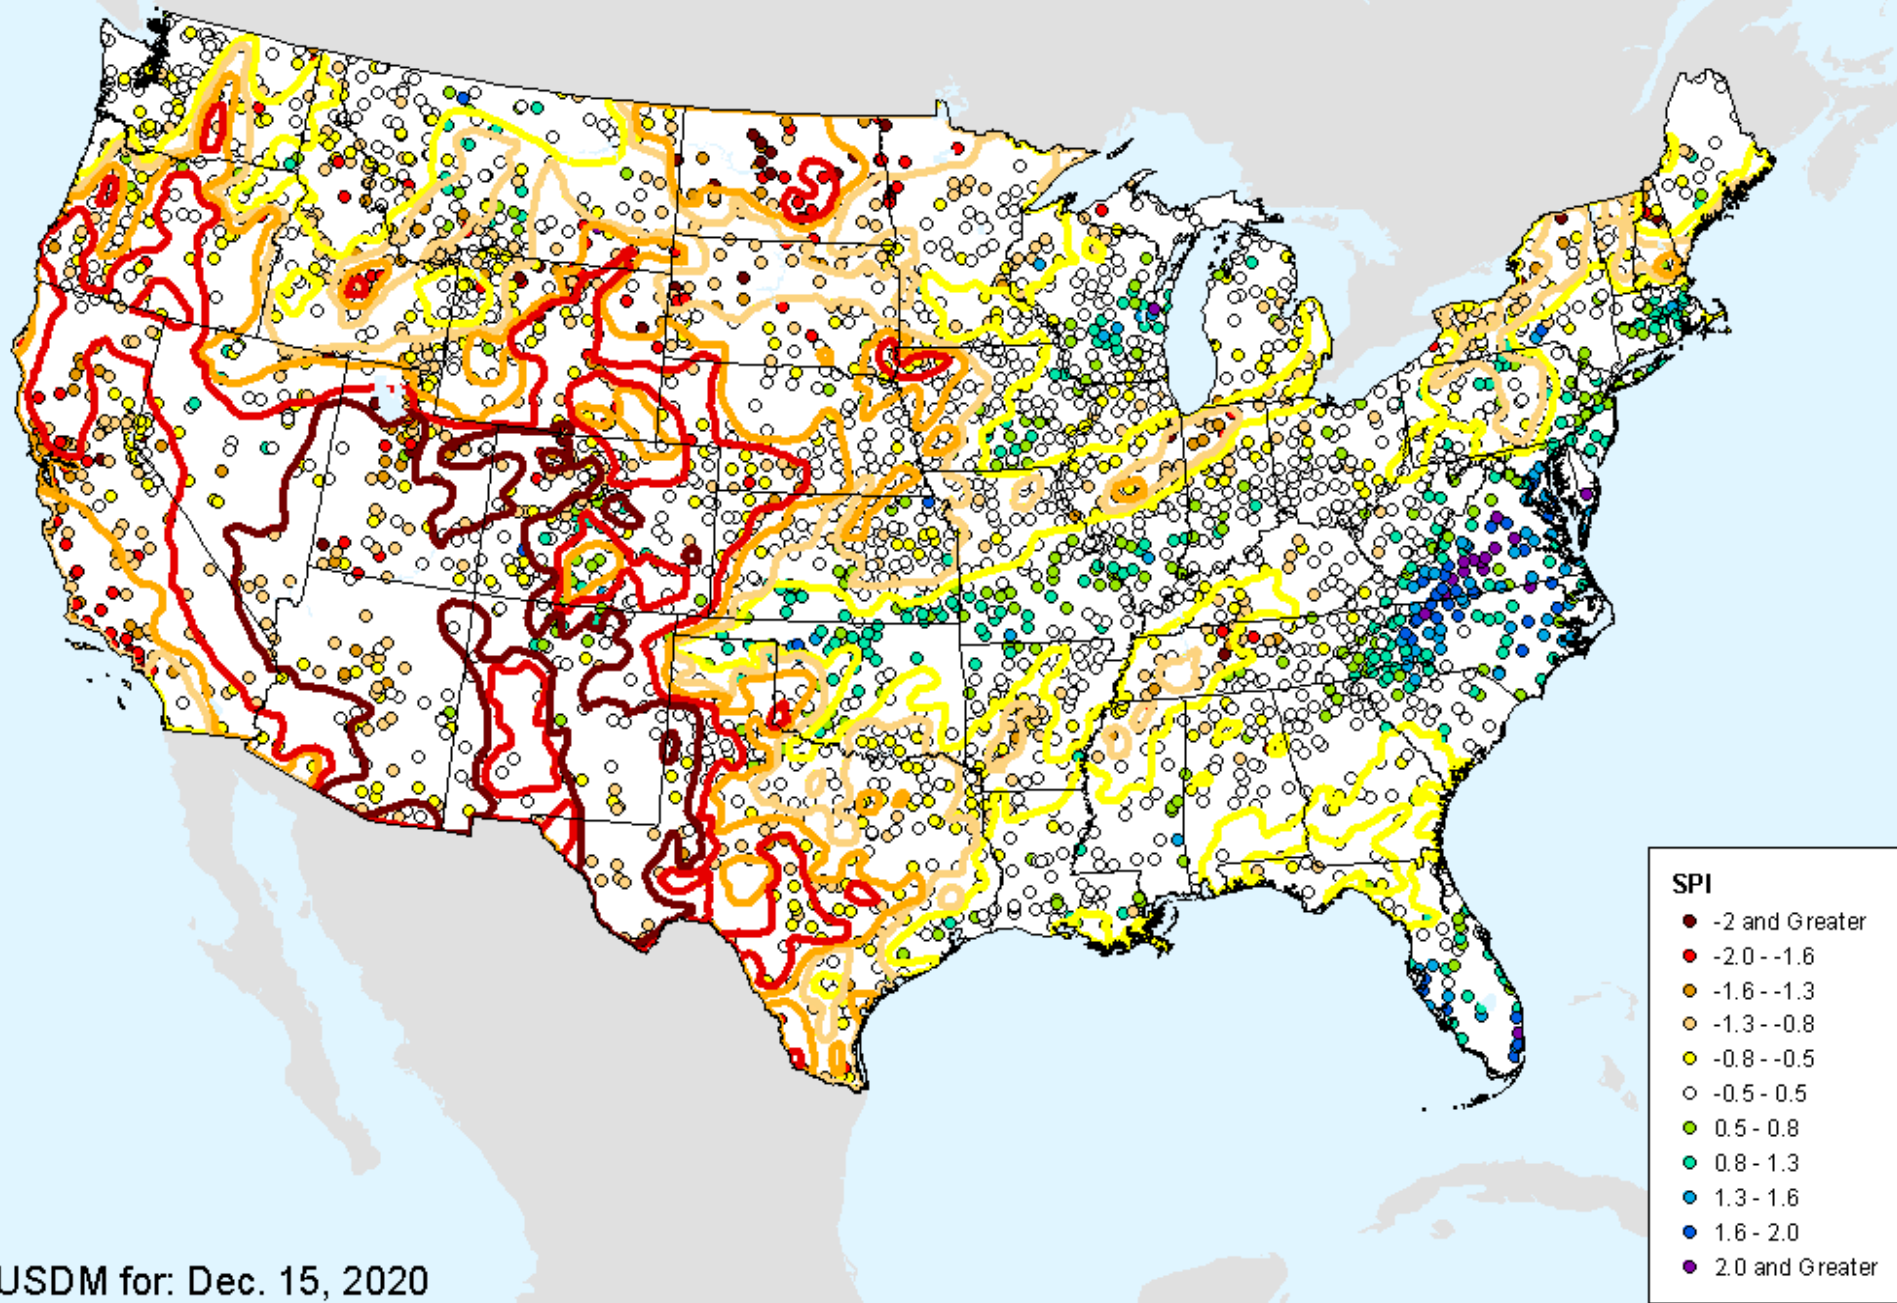 SPI
-2 and Greater
-2.0 - -1.6
-1.6 - -1.3
-1.3 - -0.8
-0.8 - -0.5
-0.5 - 0.5
0.5 - 0.8
0.8 - 1.3
1.3 - 1.6
1.6 - 2.0
2.0 and Greater
USDM for: Dec. 15, 2020